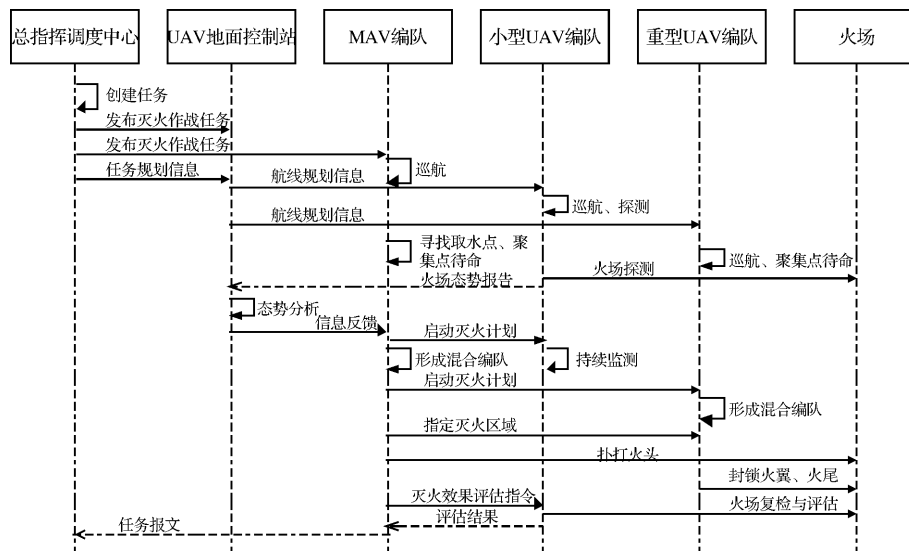 总指挥调度中心
UAV地面控制站
MAV编队
小型UAV编队
重型UAV编队
火场
创建任务
发布灭火作战任务
发布灭火作战任务
巡航
任务规划信息
航线规划信息
巡航、探测
航线规划信息
寻找取水点、聚
集点待命
巡航、聚集点待命
火场探测
火场态势报告
态势分析
信息反馈
启动灭火计划
形成混合编队
持续监测
启动灭火计划
形成混合编队
指定灭火区域
扑打火头
封锁火翼、火尾
灭火效果评估指令
火场复检与评估
评估结果
任务报文